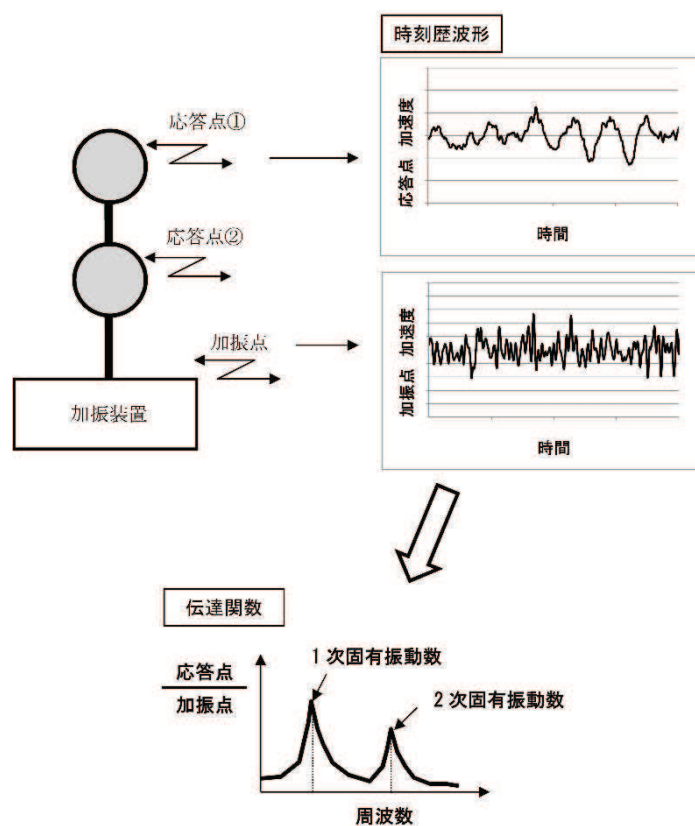 時刻歴波形
応答点①
応答点 加速度
時間
応答点②
加振点
加振装置
加振点 加速度
時間
伝達関数
応答点
加振点
1次固有振動数
2次固有振動数
周波数